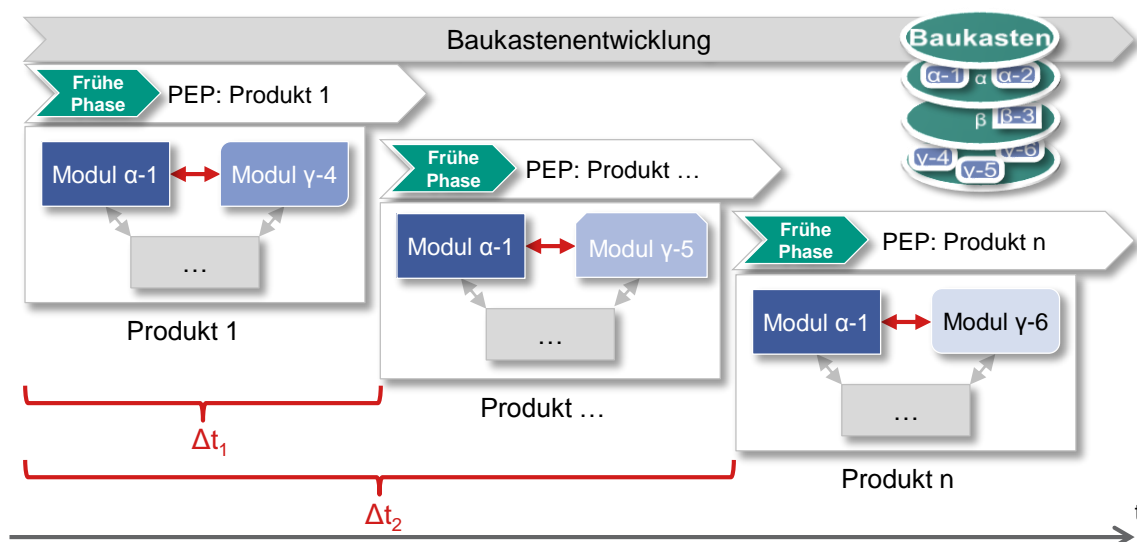 Baukastenentwicklung
Baukasten
α-1 α α-2
β β-3
γ-4 γ-5 γ-6
Frühe
Phase
PEP: Produkt 1
Modul α-1
Modul γ-4
...
Produkt 1
Frühe
Phase
PEP: Produkt ...
Modul α-1
Modul γ-5
...
Produkt ...
Frühe
Phase
PEP: Produkt n
Modul α-1
Modul γ-6
...
Produkt n
Δt₁
Δt₂
t